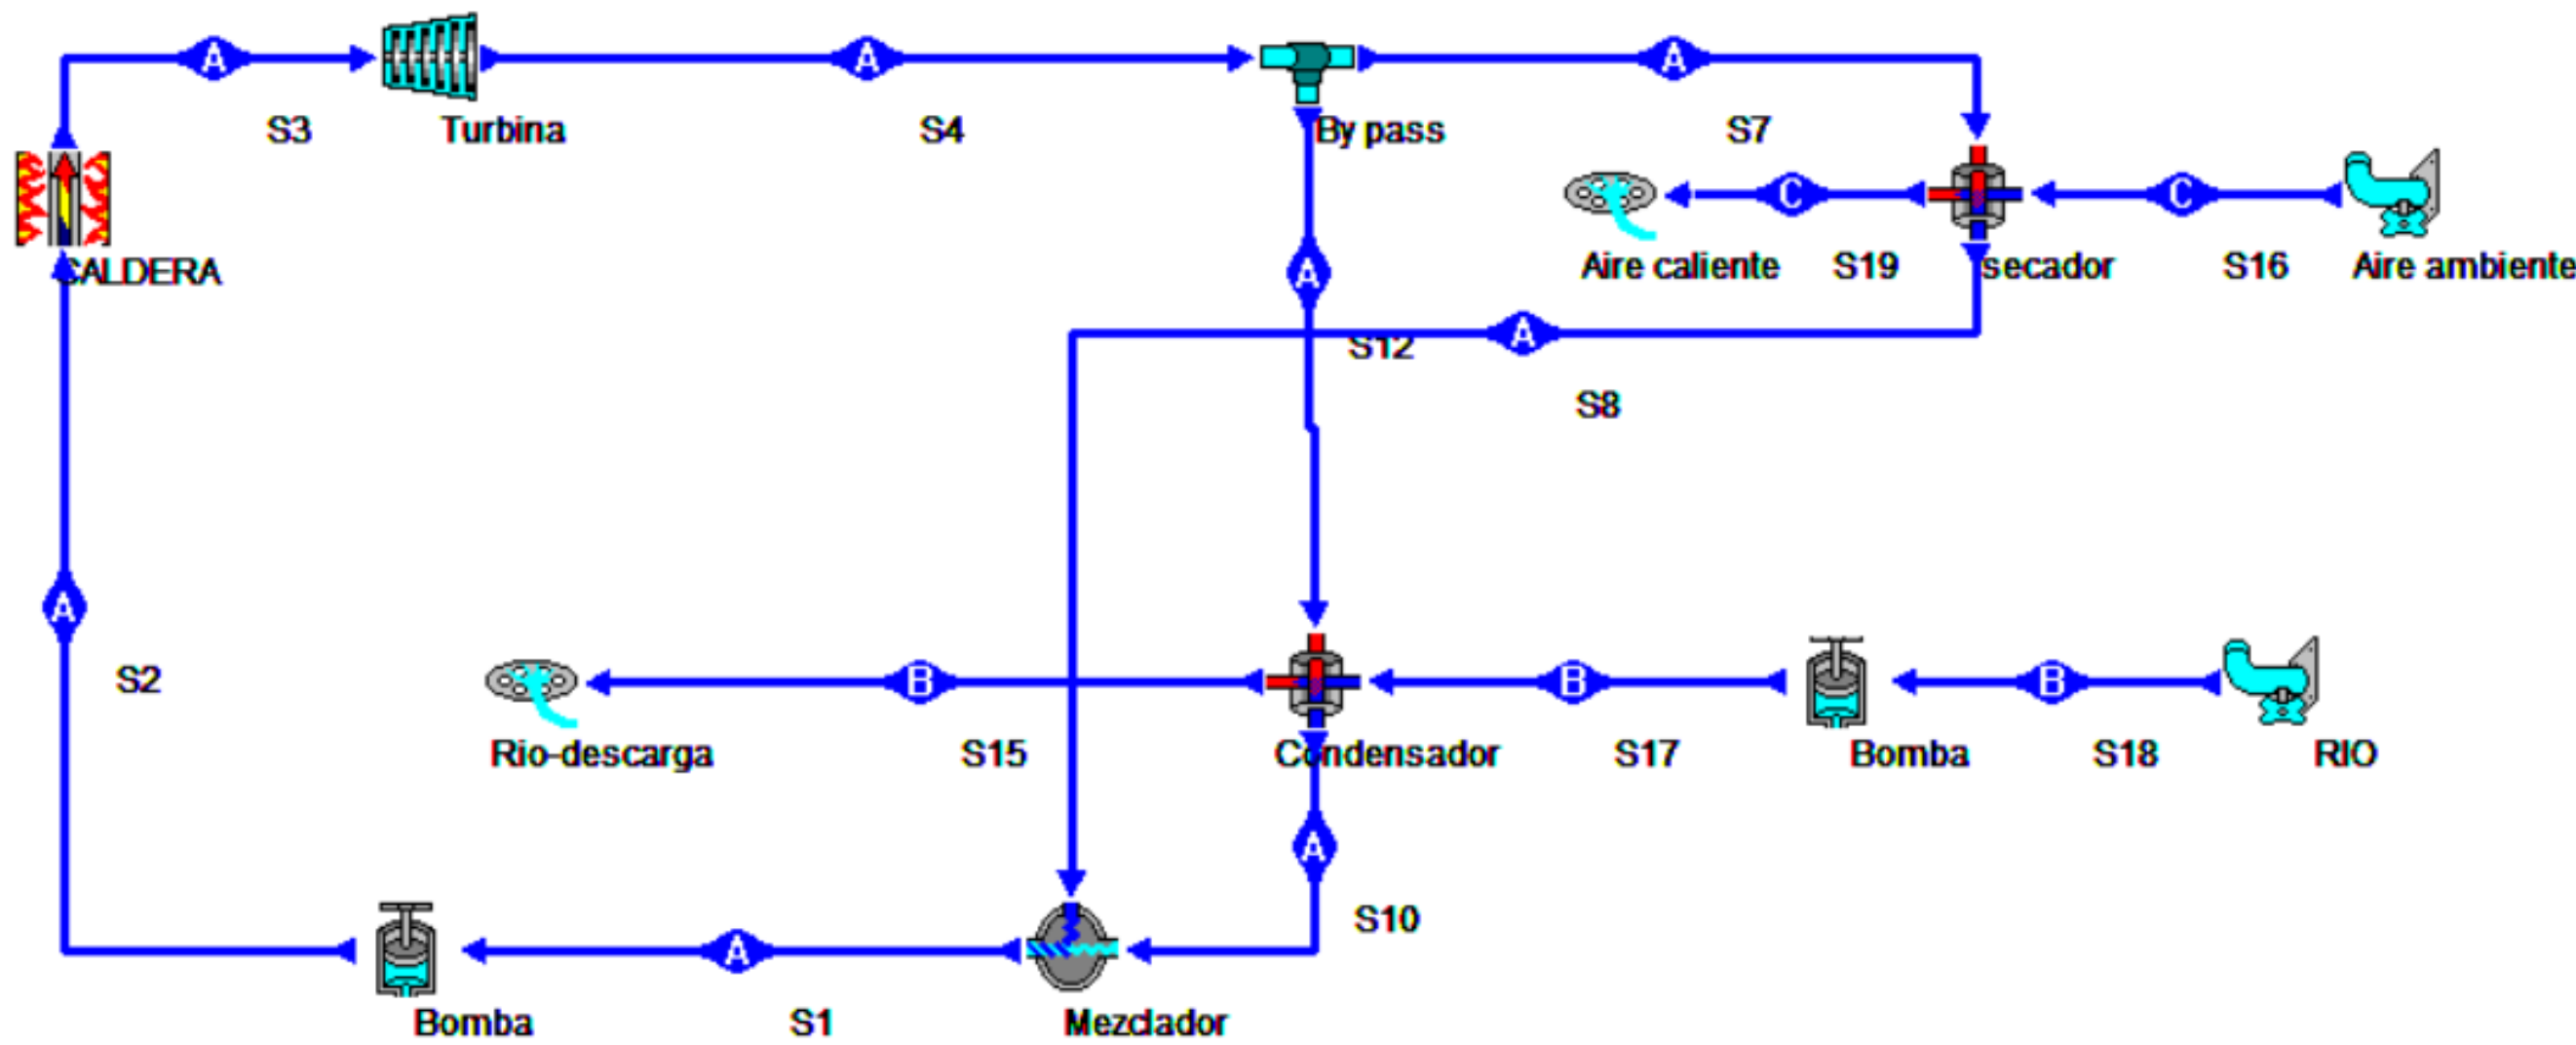 A
A
A
S3
Turbina
S4
By pass
S7
C
C
CALDERA
Aire caliente
S19
secador
S16
Aire ambiente
A
A
S12
S8
A
S2
B
B
B
Rio-descarga
S15
Condensador
S17
Bomba
S18
RIO
A
S10
A
Bomba
S1
Mezclador